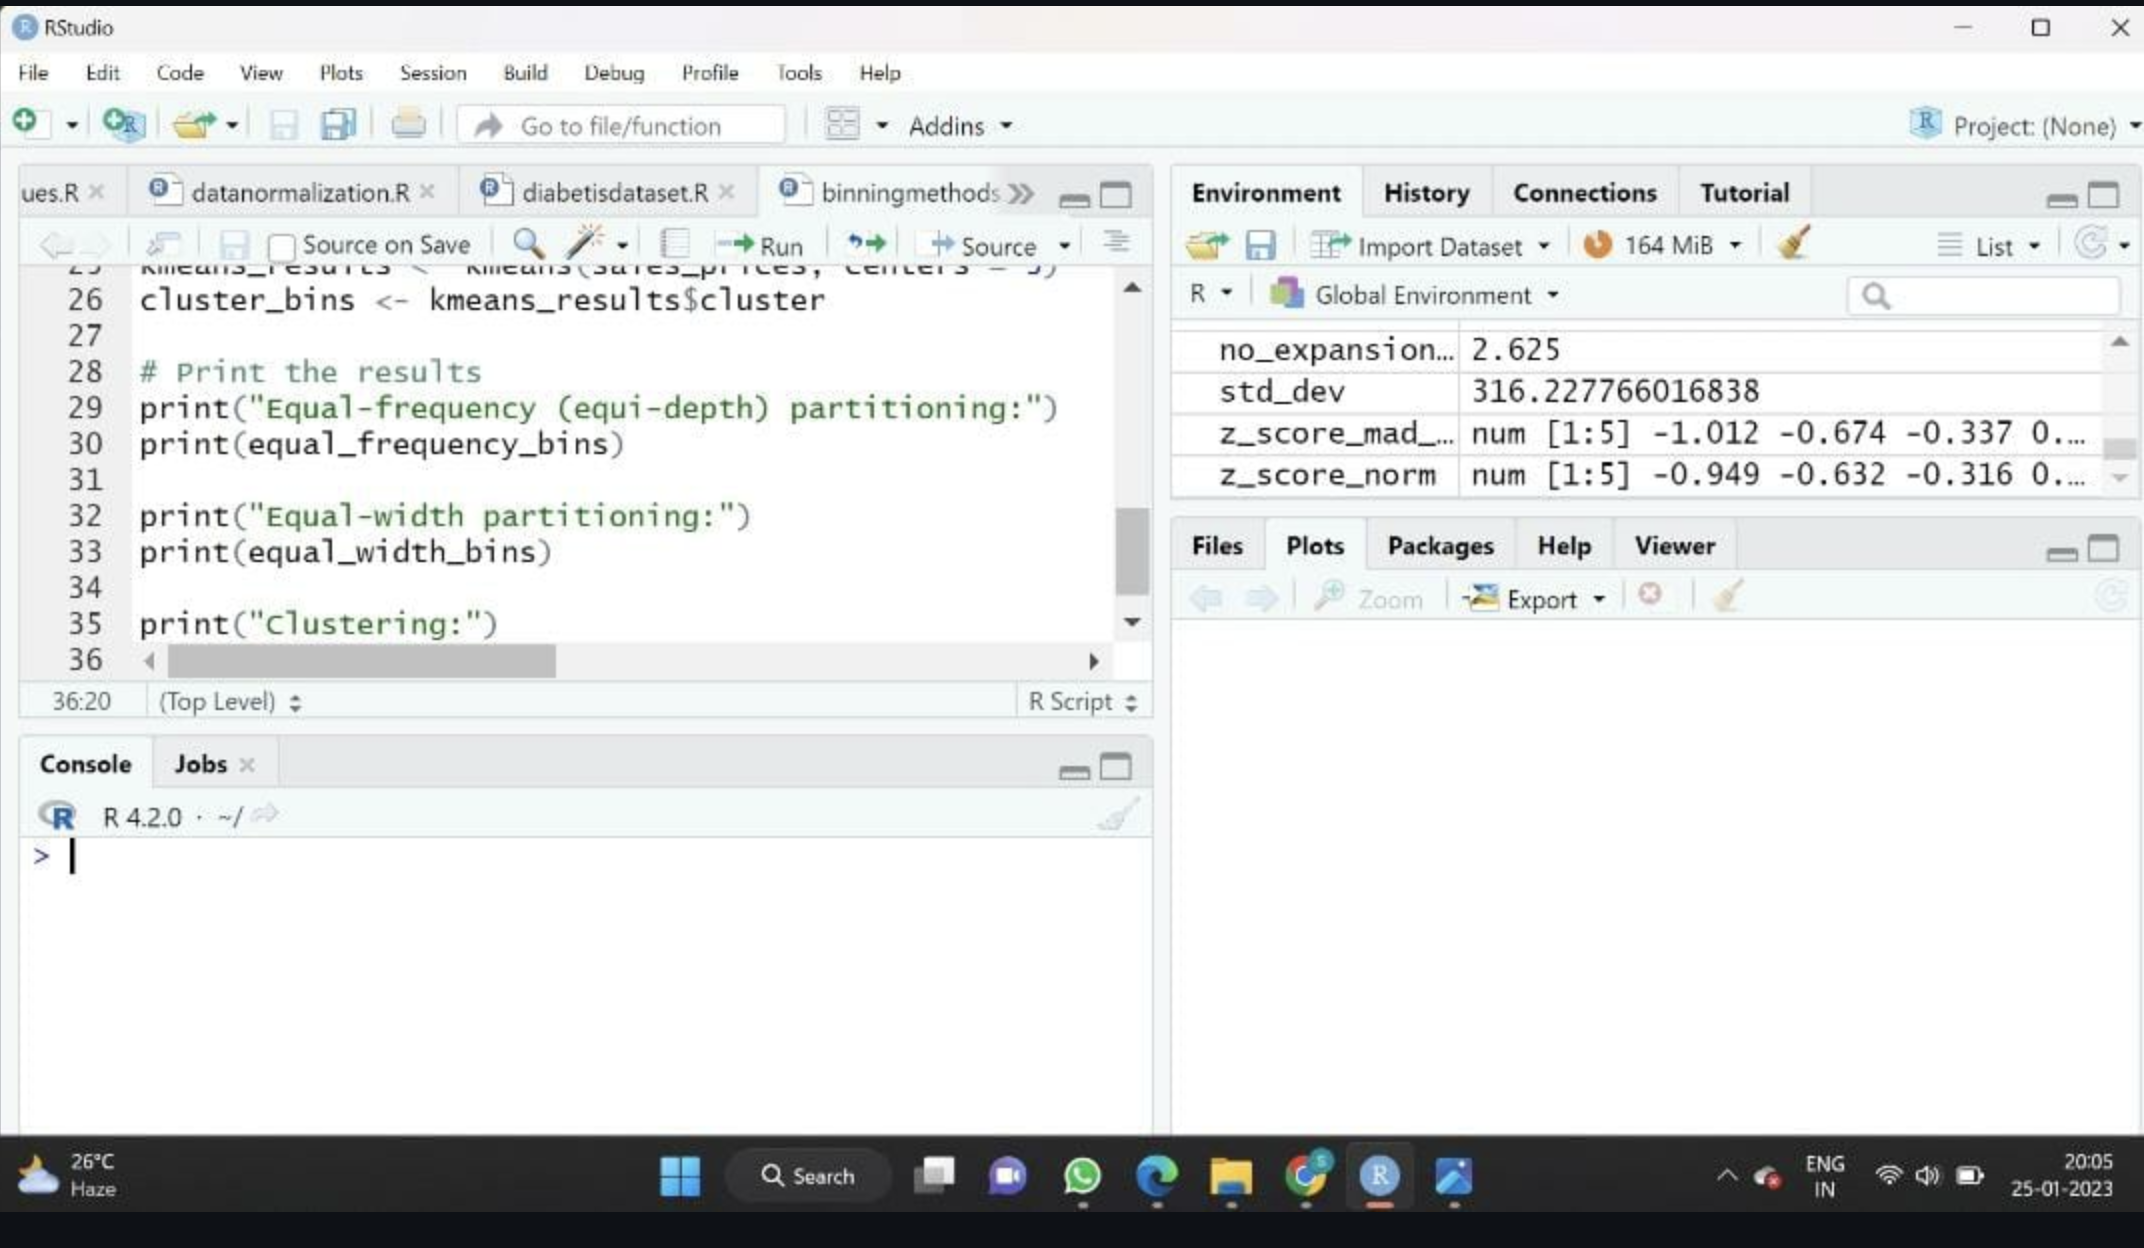 RStudio
File Edit Code View Plots Session Build Debug Profile Tools Help
Go to file/function Addins Project: (None)
ues.R datanormalization.R diabetisdataset.R binningmethods
Source on Save Run Source
25 kmeans_results <- kmeans(sales_prices, centers = 3)
26 cluster_bins <- kmeans_results$cluster
27
28 # Print the results
29 print("Equal-frequency (equi-depth) partitioning:")
30 print(equal_frequency_bins)
31
32 print("Equal-width partitioning:")
33 print(equal_width_bins)
34
35 print("Clustering:")
36
36:20 (Top Level) R Script
Console Jobs
R 4.2.0 · ~/
>
Environment History Connections Tutorial
Import Dataset 164 MiB List
R Global Environment
no_expansion… 2.625
std_dev 316.227766016838
z_score_mad_… num [1:5] -1.012 -0.674 -0.337 0.…
z_score_norm num [1:5] -0.949 -0.632 -0.316 0.…
Files Plots Packages Help Viewer
Zoom Export
26°C
Haze
Search
ENG
IN
20:05
25-01-2023